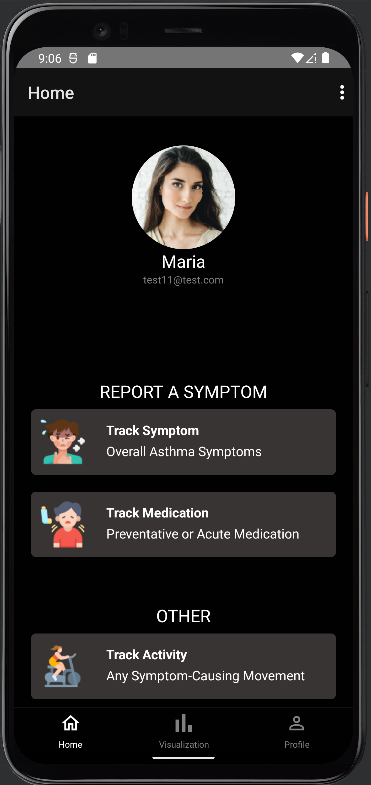 9:06
Home
Maria
test11@test.com
REPORT A SYMPTOM
Track Symptom
Overall Asthma Symptoms
Track Medication
Preventative or Acute Medication
OTHER
Track Activity
Any Symptom-Causing Movement
Home Visualization Profile